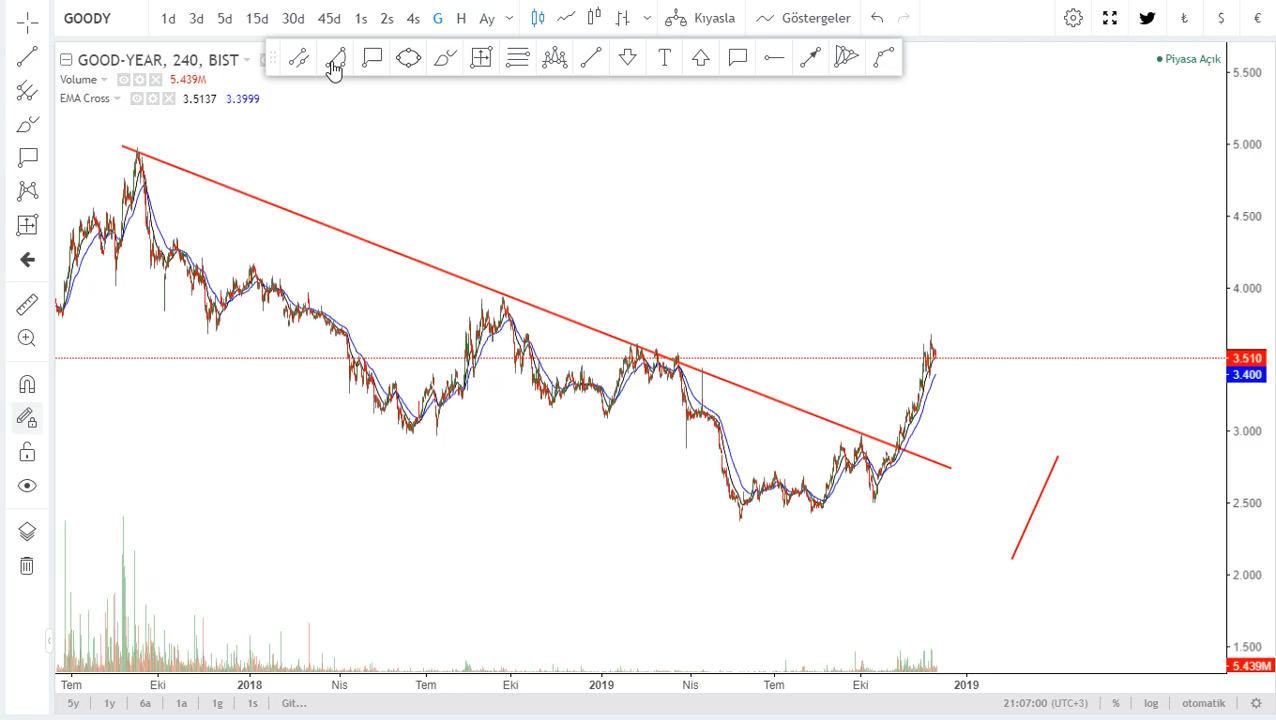 GOODY 1d 3d 5d 15d 30d 45d 1s 2s 4s G H Ay Kıyasla Göstergeler ₺ $ €
GOOD-YEAR, 240, BIST
Piyasa Açık
Volume 5.439M
EMA Cross 3.5137 3.3999
5.500
5.000
4.500
4.000
3.510
3.400
3.000
2.500
2.000
1.500
5.439M
Tem Eki 2018 Nis Tem Eki 2019 Nis Tem Eki 2019
5y 1y 6a 1a 1g 1s Git... 21:07:00 (UTC+3) % log otomatik